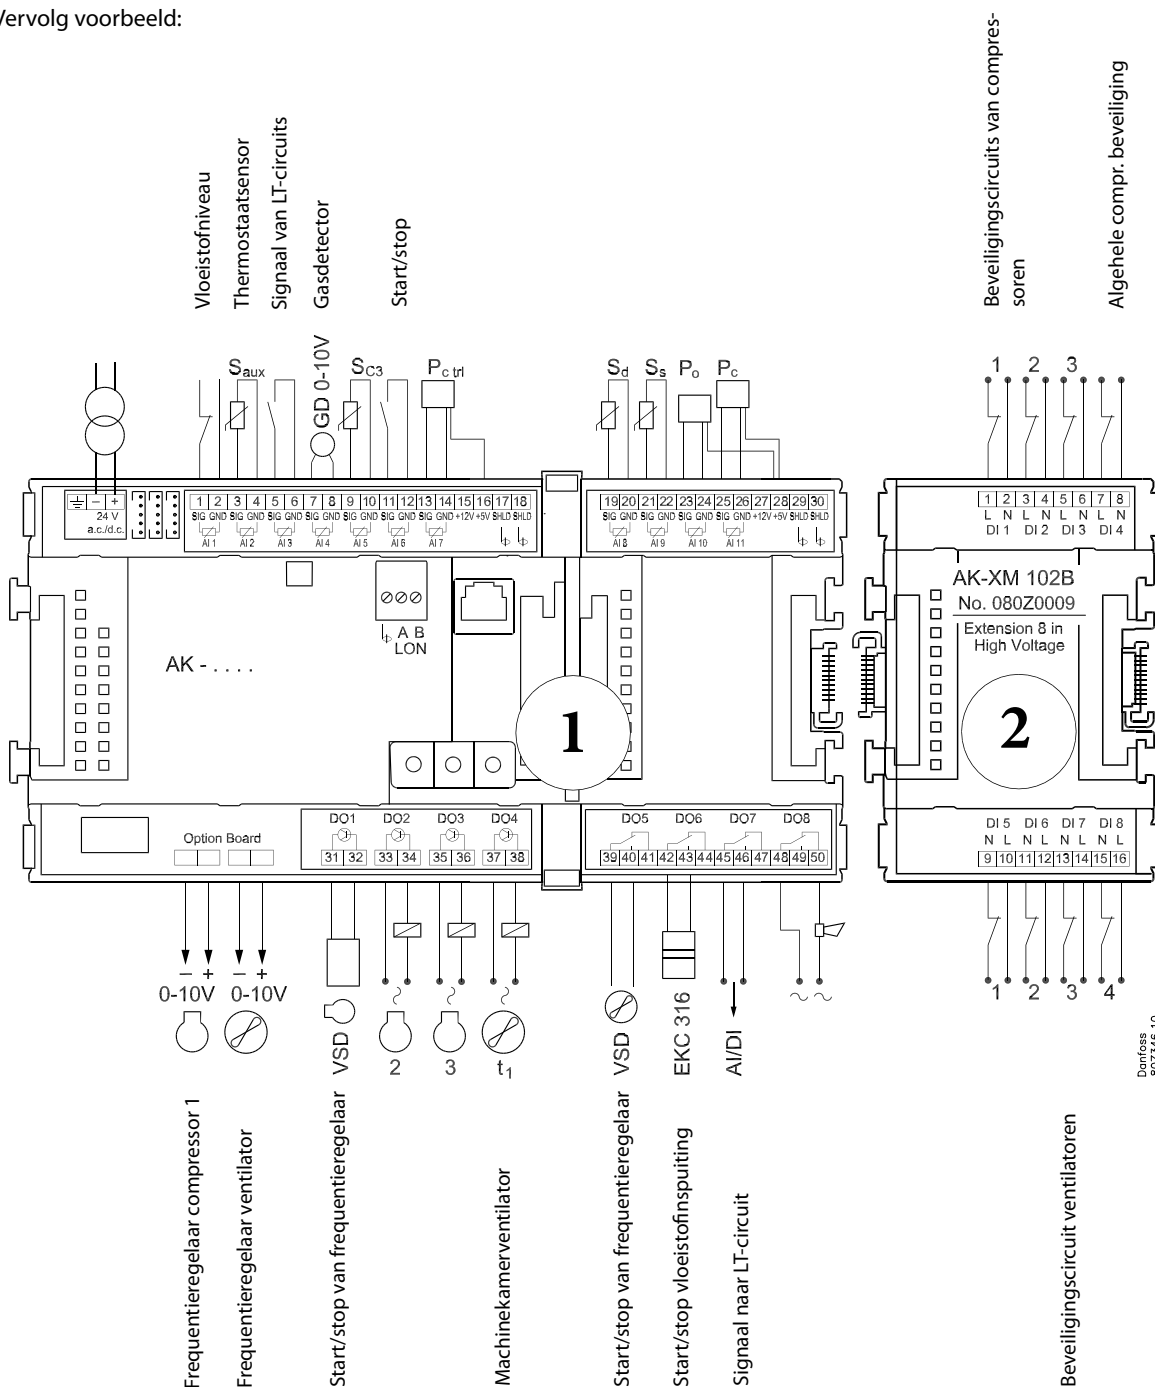 Vervolg voorbeeld:
Vloeistofniveau
Thermostaatsensor
Signaal van LT-circuits
Gasdetector
Start/stop
Beveiligingscircuits van compres-
soren
Algehele compr. beveiliging
Saux
GD 0-10V
SC3
Pc trl
Sd
Ss
Po
Pc
1 2 3
− +
24 V
a.c./d.c.
1 2 3 4 5 6 7 8 9 10 11 12 13 14 15 16 17 18
SIG GND SIG GND SIG GND SIG GND SIG GND SIG GND SIG GND +12V +5V SHLD SHLD
AI 1 AI 2 AI 3 AI 4 AI 5 AI 6 AI 7
19 20 21 22 23 24 25 26 27 28 29 30
SIG GND SIG GND SIG GND SIG GND +12V +5V SHLD SHLD
AI 8 AI 9 AI 10 AI 11
1 2 3 4 5 6 7 8
L N L N L N L N
DI 1 DI 2 DI 3 DI 4
AK - . . . .
A B
LON
1
AK-XM 102B
No. 080Z0009
Extension 8 in
High Voltage
2
Option Board
DO1 DO2 DO3 DO4
31 32 33 34 35 36 37 38
DO5 DO6 DO7 DO8
39 40 41 42 43 44 45 46 47 48 49 50
DI 5 DI 6 DI 7 DI 8
N L N L N L N L
9 10 11 12 13 14 15 16
− + − +
0-10V 0-10V
VSD
2
3
t1
VSD
EKC 316
AI/DI
1 2 3 4
Danfoss
Frequentieregelaar compressor 1
Frequentieregelaar ventilator
Start/stop van frequentieregelaar
Machinekamerventilator
Start/stop van frequentieregelaar
Start/stop vloeistofinspuiting
Signaal naar LT-circuit
Beveiligingscircuit ventilatoren